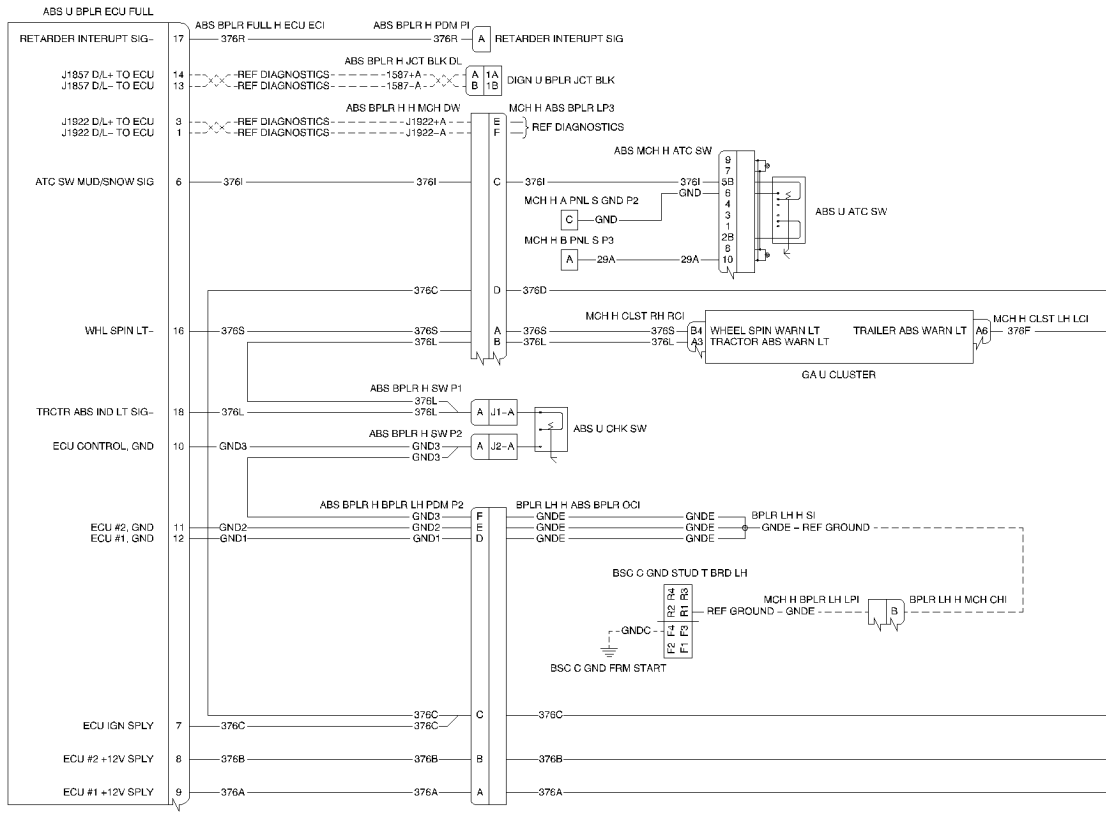 ABS U BPLR ECU FULL
ABS BPLR FULL H ECU ECI ABS BPLR H PDM PI
RETARDER INTERUPT SIG– 17 376R 376R A RETARDER INTERUPT SIG
ABS BPLR H JCT BLK DL
J1857 D/L+ TO ECU 14 REF DIAGNOSTICS 1587+A A 1A
J1857 D/L– TO ECU 13 REF DIAGNOSTICS 1587–A B 1B
DIGN U BPLR JCT BLK
ABS BPLR H H MCH DW MCH H ABS BPLR LP3
J1922 D/L+ TO ECU 3 REF DIAGNOSTICS J1922+A E
J1922 D/L– TO ECU 1 REF DIAGNOSTICS J1922–A F
REF DIAGNOSTICS
ABS MCH H ATC SW
9
7
ATC SW MUD/SNOW SIG 6 376I 376I C 376I 376I 5B
GND 6
MCH H A PNL S GND P2
4
C GND
3
ABS U ATC SW
1
2B
MCH H B PNL S P3
8
A 29A 29A 10
376C D 376D
MCH H CLST RH RCI MCH H CLST LH LCI
WHL SPIN LT– 16 376S 376S A 376S 376S B4 WHEEL SPIN WARN LT TRAILER ABS WARN LT A6 376F
376L B 376L 376L A3 TRACTOR ABS WARN LT
GA U CLUSTER
ABS BPLR H SW P1
376L
TRCTR ABS IND LT SIG– 18 376L 376L A J1–A
ABS U CHK SW
ABS BPLR H SW P2
ECU CONTROL, GND 10 GND3 GND3 A J2–A
GND3
ABS BPLR H BPLR LH PDM P2 BPLR LH H ABS BPLR OCI
GND3 F GNDE GNDE BPLR LH H SI
ECU #2, GND 11 GND2 GND2 E GNDE GNDE GNDE – REF GROUND
ECU #1, GND 12 GND1 GND1 D GNDE GNDE
BSC C GND STUD T BRD LH
R4 R3
MCH H BPLR LH LPI BPLR LH H MCH CHI
R2 R1 REF GROUND – GNDE B
GNDC F4 F3
F2 F1
BSC C GND FRM START
376C C 376C
ECU IGN SPLY 7 376C 376C
ECU #2 +12V SPLY 8 376B 376B B 376B
ECU #1 +12V SPLY 9 376A 376A A 376A